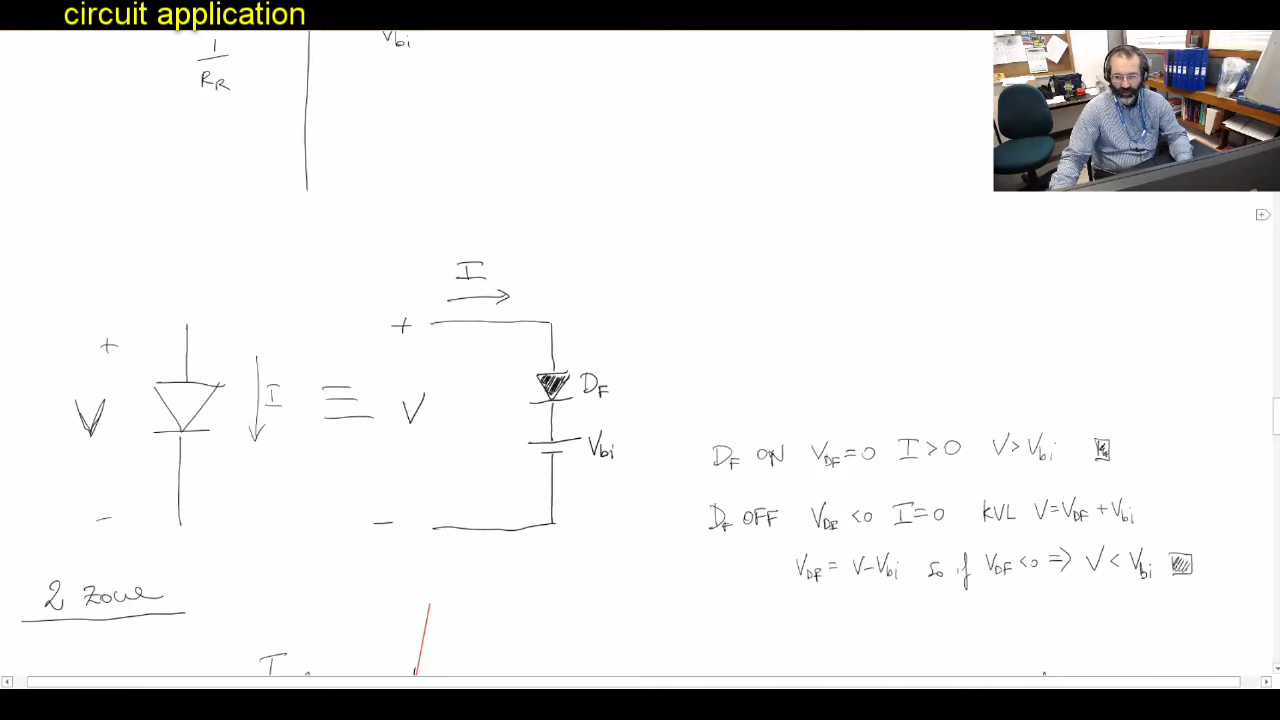 circuit application
1
R_R
V_bi
I
+
+
V
I
≡
V
D_F
V_bi
-
-
D_F ON V_DF = 0 I > 0 V > V_bi
D_F OFF V_DF < 0 I = 0 KVL V = V_DF + V_bi
V_DF = V - V_bi so if V_DF < 0 ⇒ V < V_bi
2 zone
I